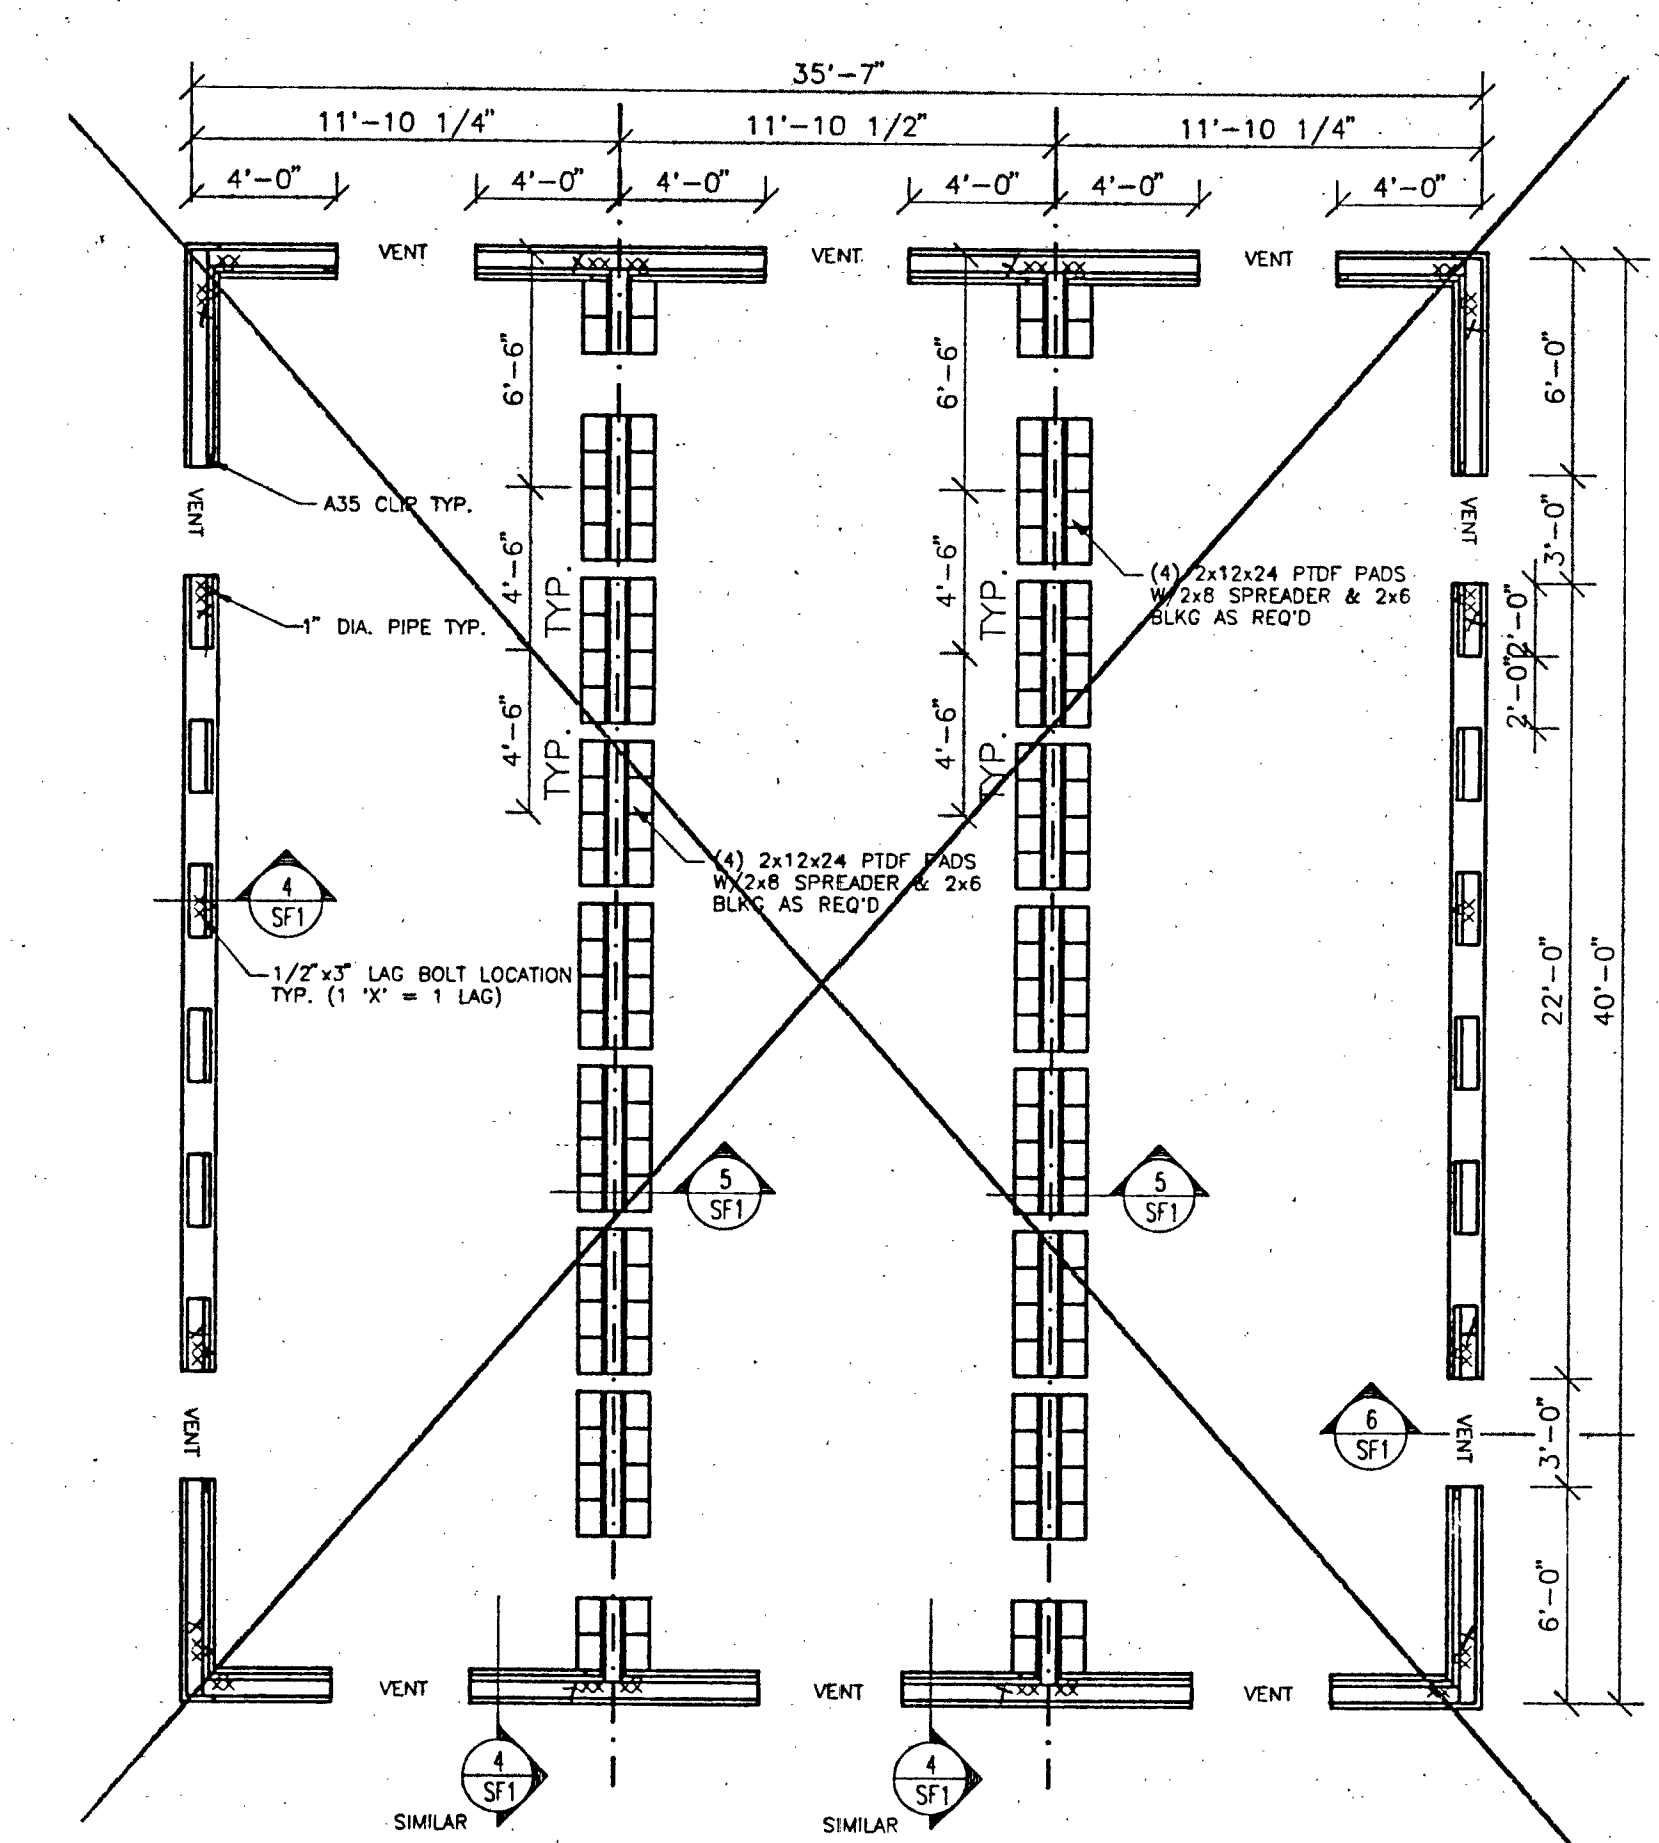 35'-7"
11'-10 1/4"
11'-10 1/2"
11'-10 1/4"
4'-0"
4'-0"
4'-0"
4'-0"
4'-0"
4'-0"
VENT
VENT
VENT
6'-6"
6'-6"
6'-0"
A35 CLIP TYP.
VENT
VENT
3'-0"
4'-6"
TYP.
4'-6"
TYP.
(4) 2x12x24 PTDF PADS
W/2x8 SPREADER & 2x6
BLKG AS REQ'D
1" DIA. PIPE TYP.
2'-0"
2'-0"
4'-6"
TYP.
4'-6"
TYP.
(4) 2x12x24 PTDF PADS
W/2x8 SPREADER & 2x6
BLKG AS REQ'D
4
SF1
1/2"x3" LAG BOLT LOCATION
TYP. (1 'X' = 1 LAG)
22'-0"
40'-0"
5
SF1
5
SF1
VENT
6
SF1
VENT
3'-0"
6'-0"
VENT
VENT
VENT
4
SF1
SIMILAR
4
SF1
SIMILAR